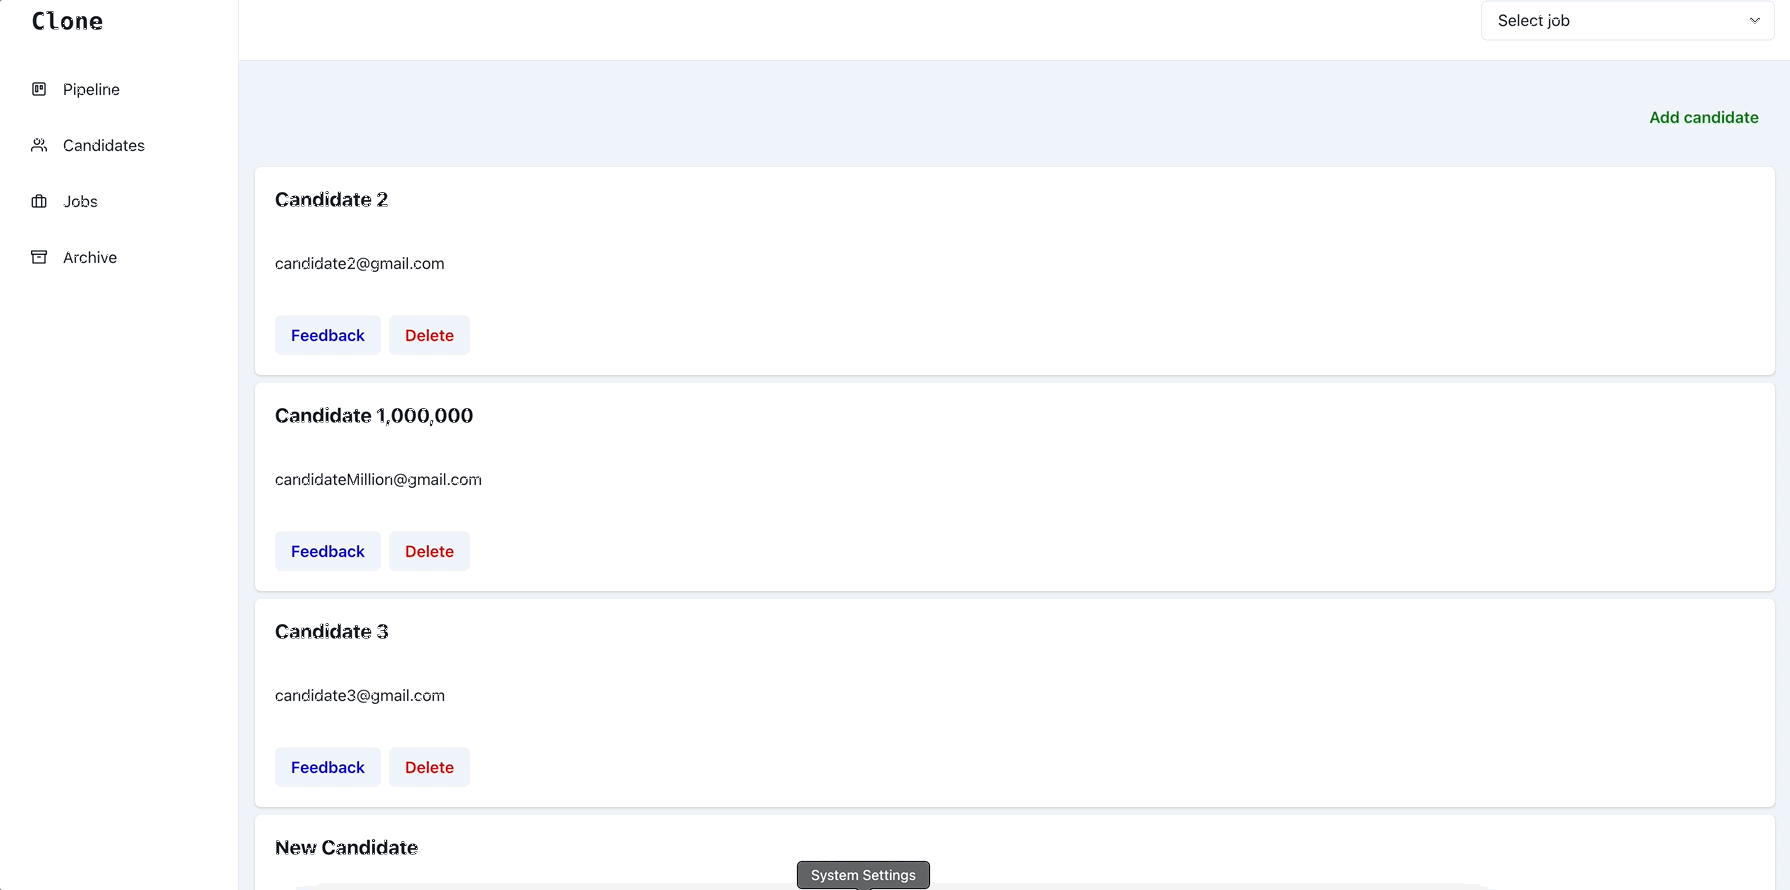 Clone
Select job
Pipeline
Candidates
Jobs
Archive
Add candidate
Candidate 2
candidate2@gmail.com
Feedback Delete
Candidate 1,000,000
candidateMillion@gmail.com
Feedback Delete
Candidate 3
candidate3@gmail.com
Feedback Delete
New Candidate
System Settings